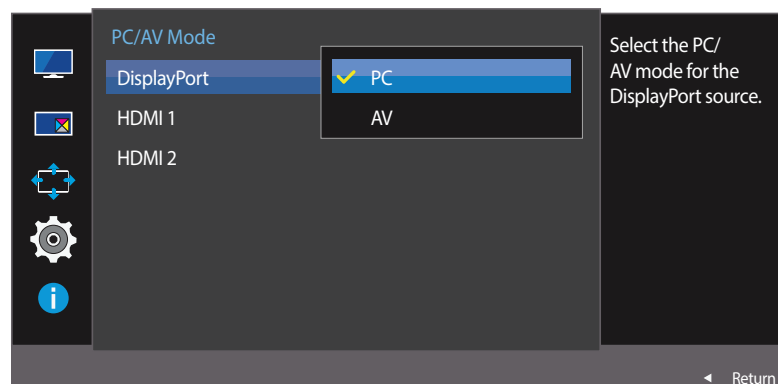 PC/AV Mode
DisplayPort
PC
HDMI 1
AV
HDMI 2
Select the PC/
AV mode for the
DisplayPort source.
i
Return